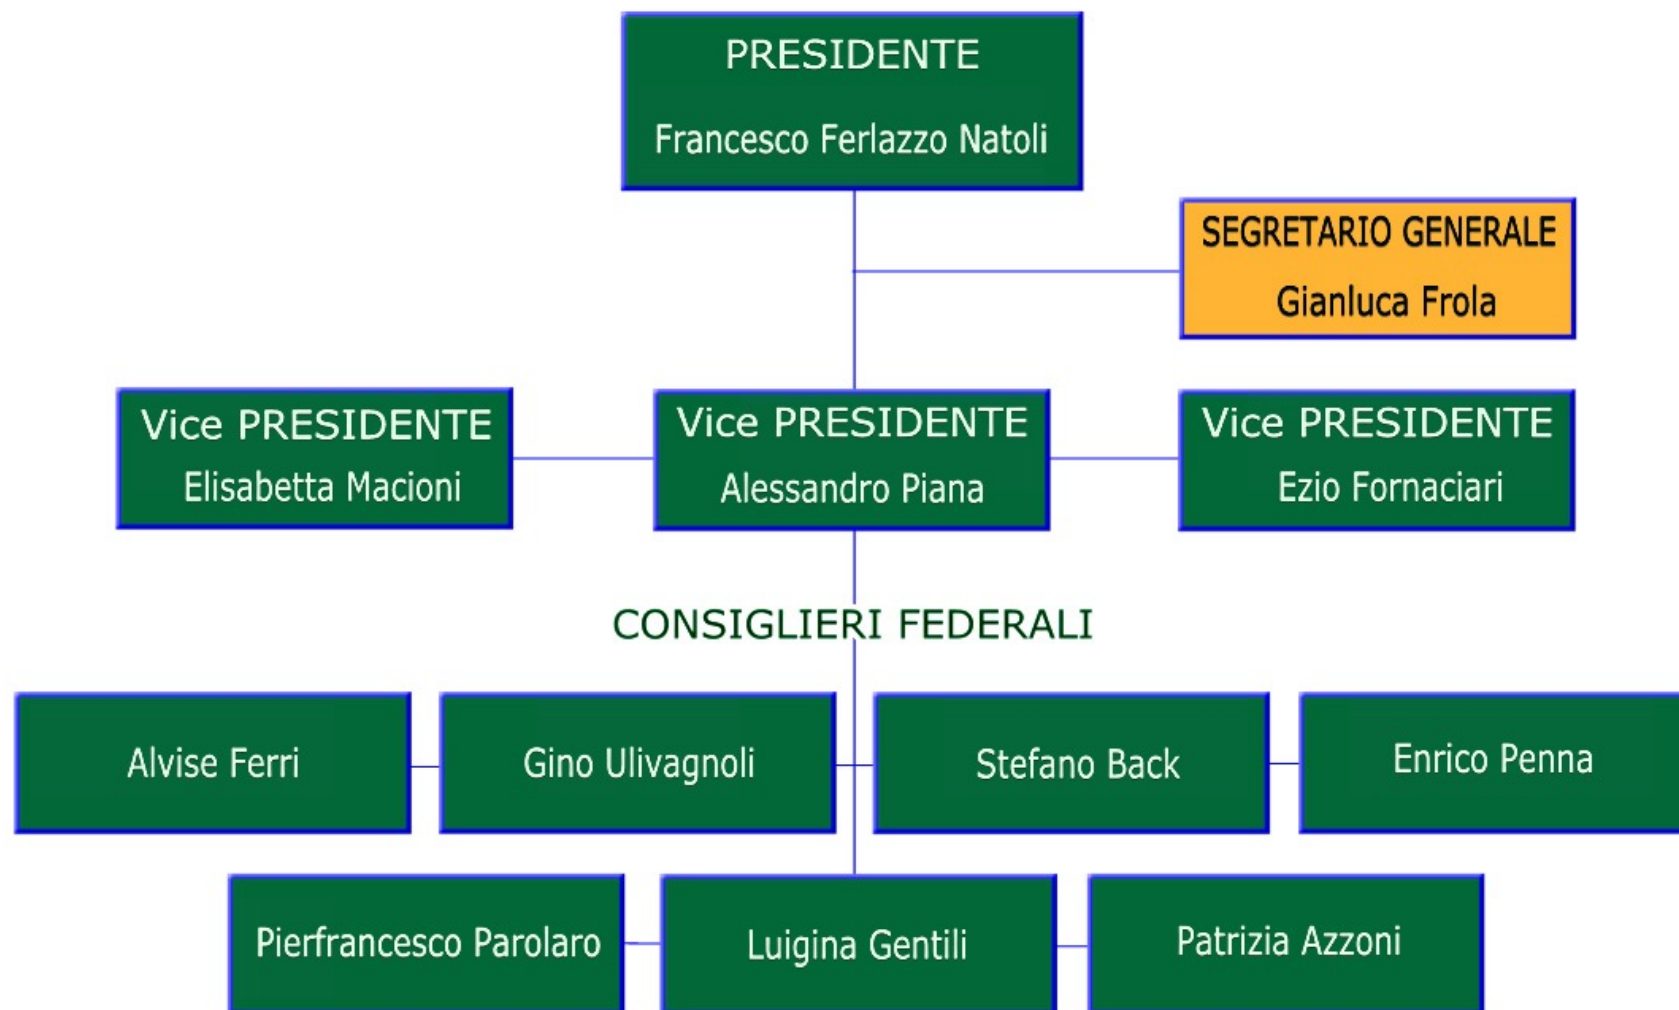 PRESIDENTE
Francesco Ferlazzo Natoli
SEGRETARIO GENERALE
Gianluca Frola
Vice PRESIDENTE
Elisabetta Macioni
Vice PRESIDENTE
Alessandro Piana
Vice PRESIDENTE
Ezio Fornaciari
CONSIGLIERI FEDERALI
Alvise Ferri
Gino Ulivagnoli
Stefano Back
Enrico Penna
Pierfrancesco Parolaro
Luigina Gentili
Patrizia Azzoni